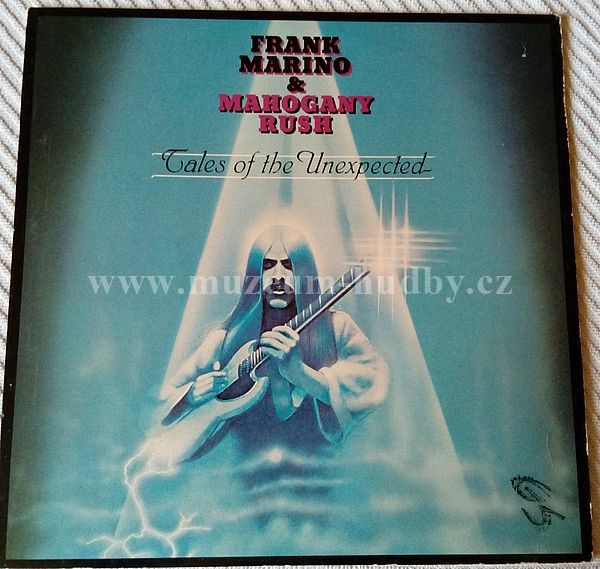 FRANK
MARINO
&
MAHOGANY
RUSH
Tales of the Unexpected
www.muzeum-hudby.cz